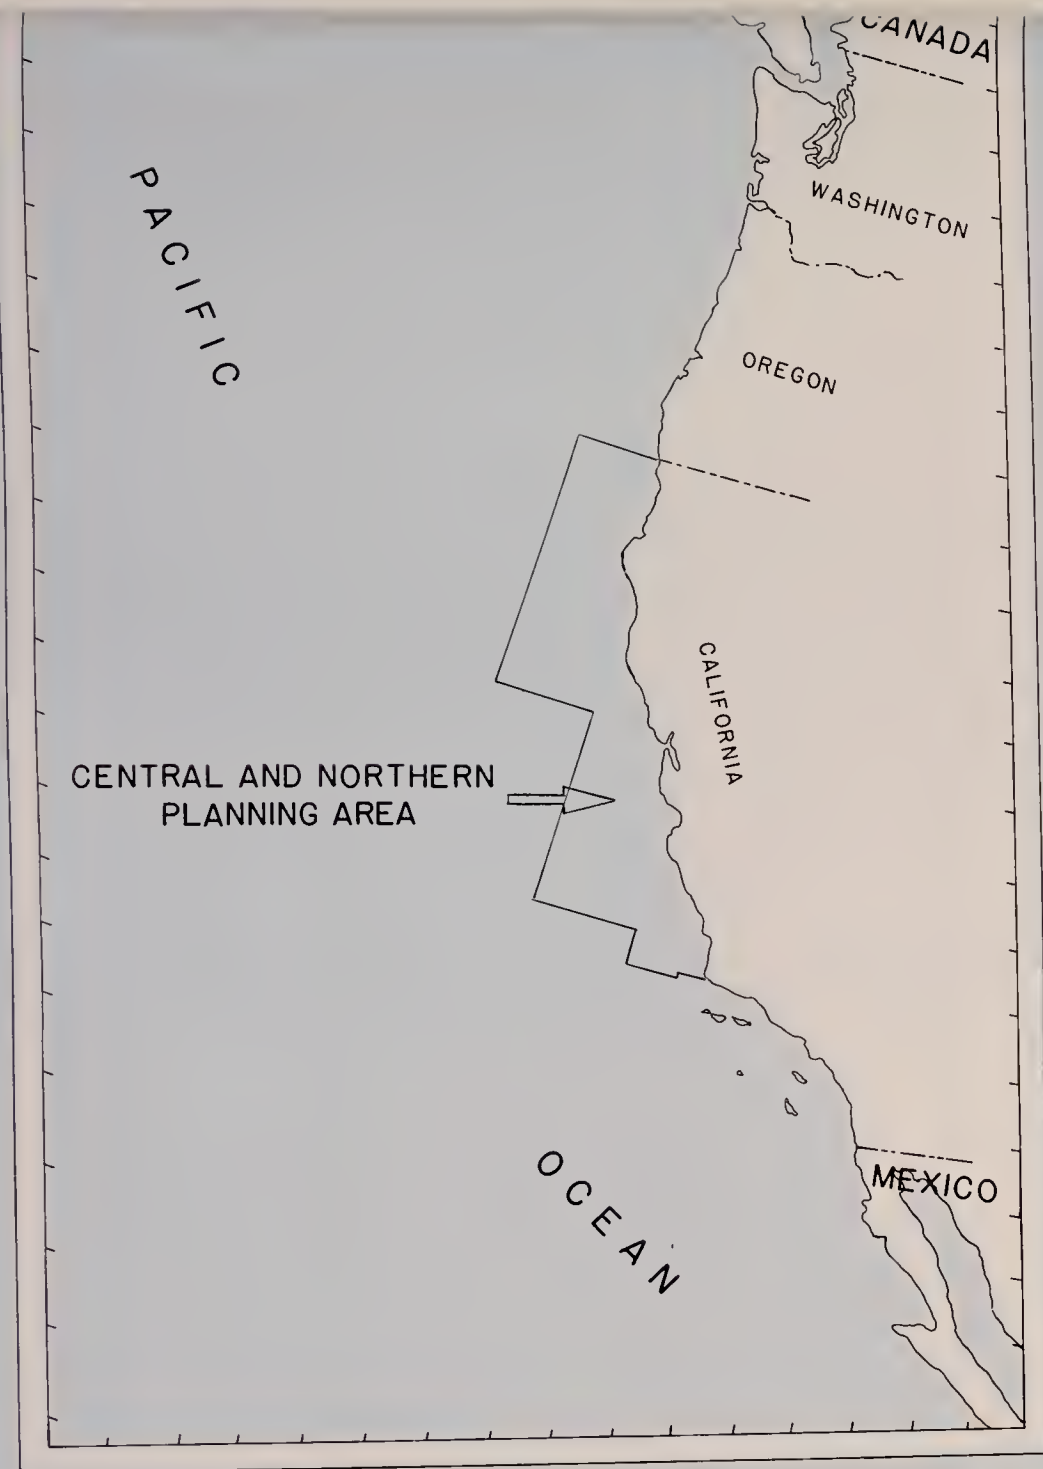 CANADA
WASHINGTON
PACIFIC
OREGON
CALIFORNIA
CENTRAL AND NORTHERN
PLANNING AREA
OCEAN
MEXICO